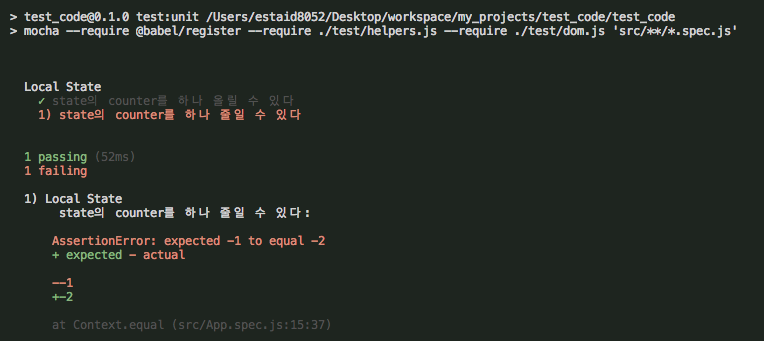 > test_code@0.1.0 test:unit /Users/estaid8052/Desktop/workspace/my_projects/test_code/test_code
> mocha --require @babel/register --require ./test/helpers.js --require ./test/dom.js 'src/**/*.spec.js'
Local State
✓ state의 counter를 하나 올릴 수 있다
1) state의 counter를 하나 줄일 수 있다
1 passing (52ms)
1 failing
1) Local State
state의 counter를 하나 줄일 수 있다:
AssertionError: expected -1 to equal -2
+ expected - actual
--1
+-2
at Context.equal (src/App.spec.js:15:37)